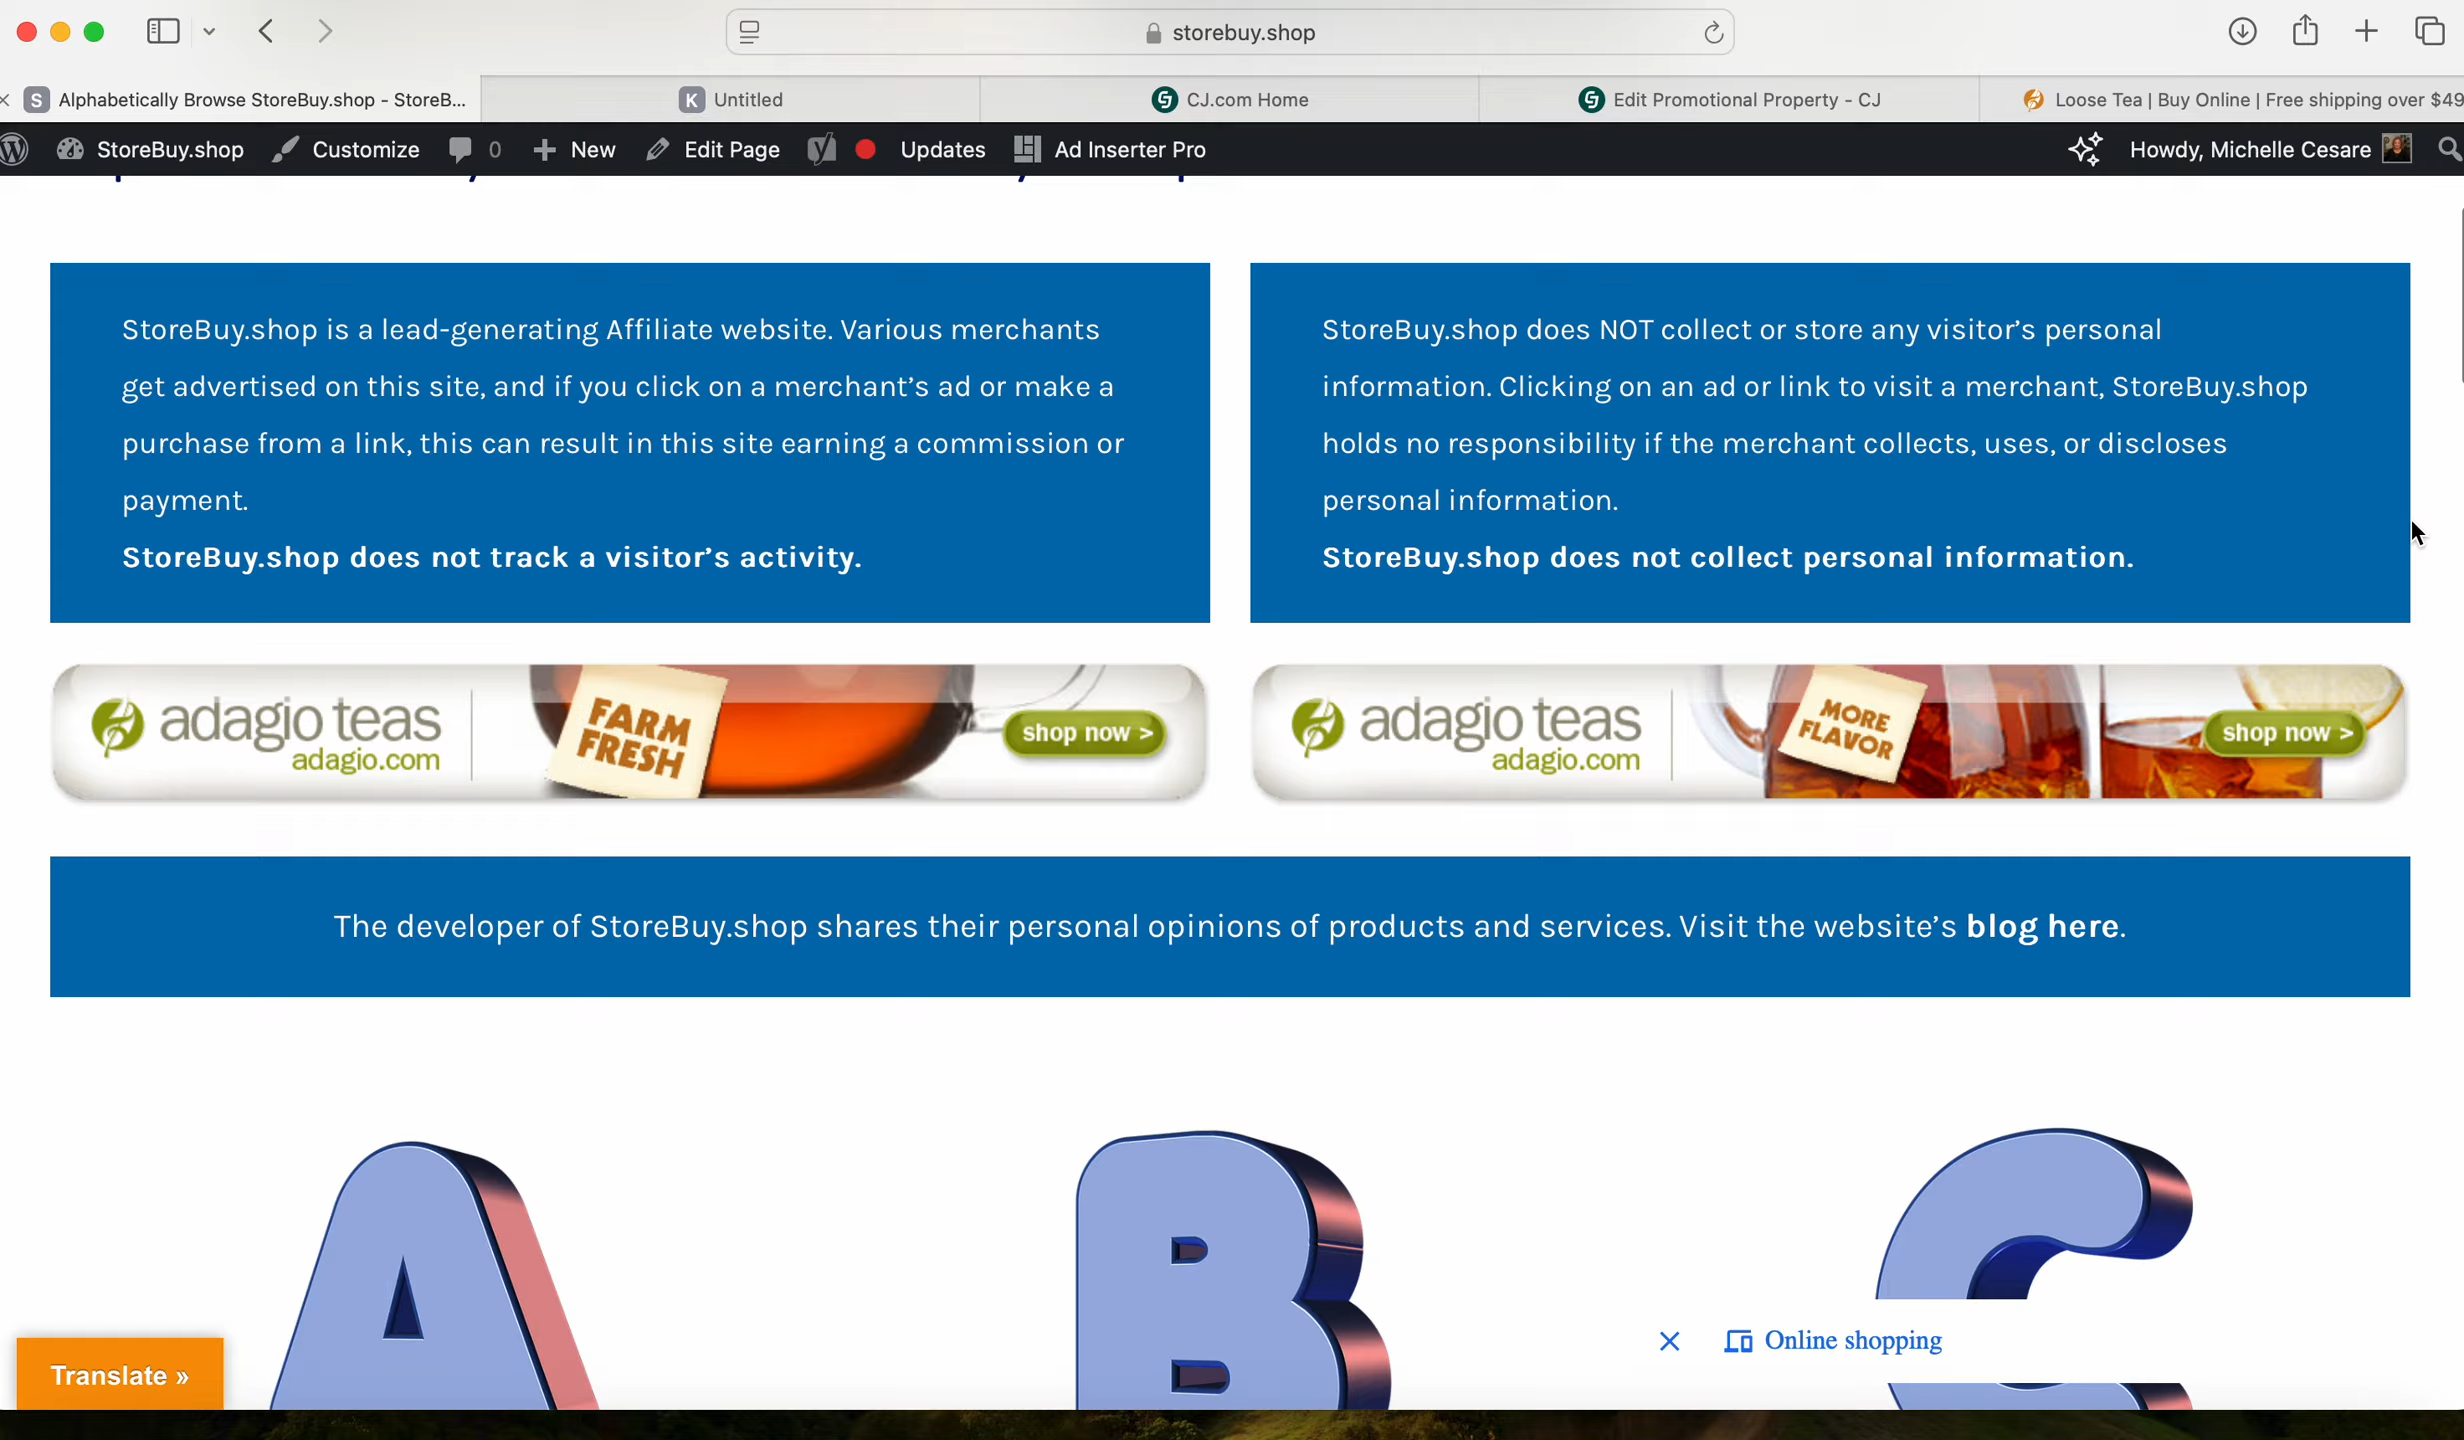 storebuy.shop
S Alphabetically Browse StoreBuy.shop - StoreB...
K Untitled
CJ.com Home
Edit Promotional Property - CJ
Loose Tea | Buy Online | Free shipping over $49
StoreBuy.shop
Customize
0
New
Edit Page
Updates
Ad Inserter Pro
Howdy, Michelle Cesare
StoreBuy.shop is a lead-generating Affiliate website. Various merchants
get advertised on this site, and if you click on a merchant's ad or make a
purchase from a link, this can result in this site earning a commission or
payment.
StoreBuy.shop does not track a visitor's activity.
StoreBuy.shop does NOT collect or store any visitor's personal
information. Clicking on an ad or link to visit a merchant, StoreBuy.shop
holds no responsibility if the merchant collects, uses, or discloses
personal information.
StoreBuy.shop does not collect personal information.
adagio teas
adagio.com
FARM
FRESH
shop now >
adagio teas
adagio.com
MORE
FLAVOR
shop now >
The developer of StoreBuy.shop shares their personal opinions of products and services. Visit the website's blog here.
A
B
C
Online shopping
Translate »